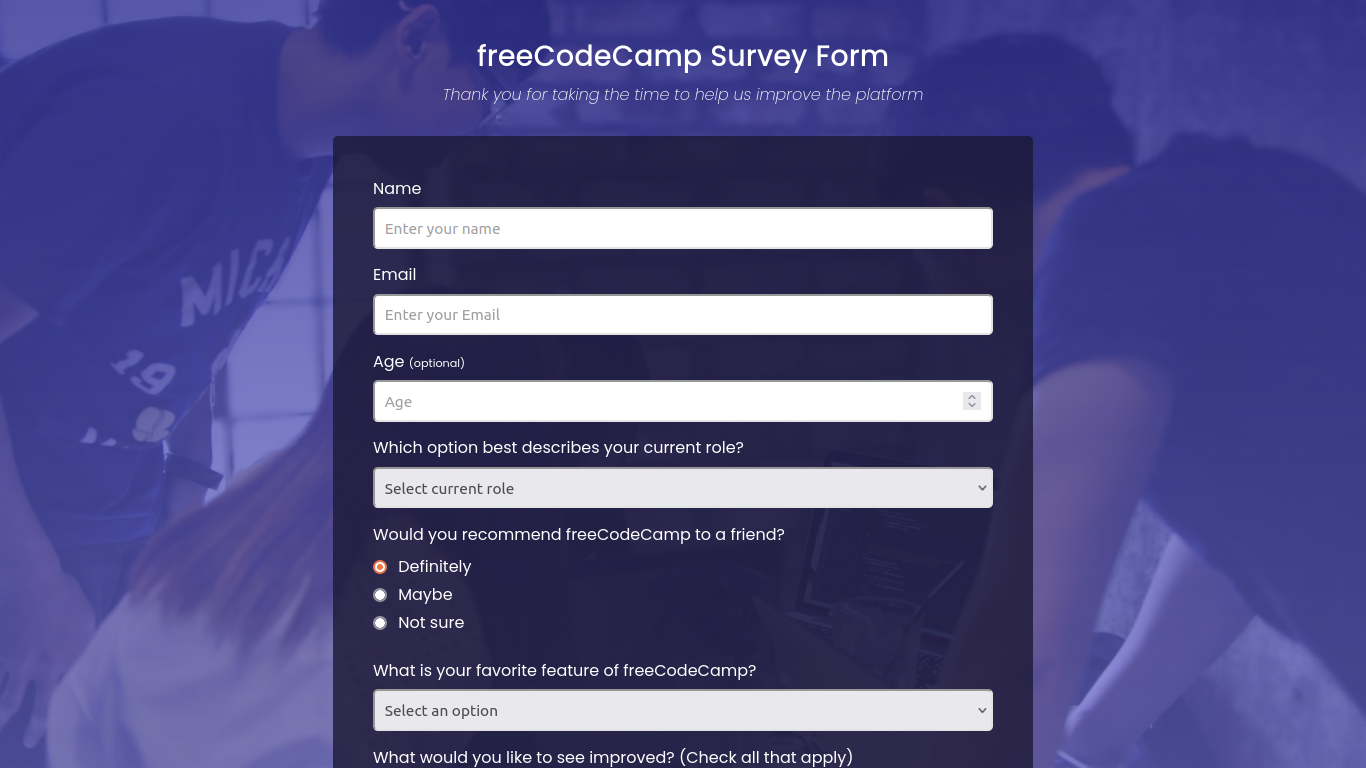 freeCodeCamp Survey Form
Thank you for taking the time to help us improve the platform
Name
Enter your name
Email
Enter your Email
Age (optional)
Age
Which option best describes your current role?
Select current role
Would you recommend freeCodeCamp to a friend?
Definitely
Maybe
Not sure
What is your favorite feature of freeCodeCamp?
Select an option
What would you like to see improved? (Check all that apply)
19